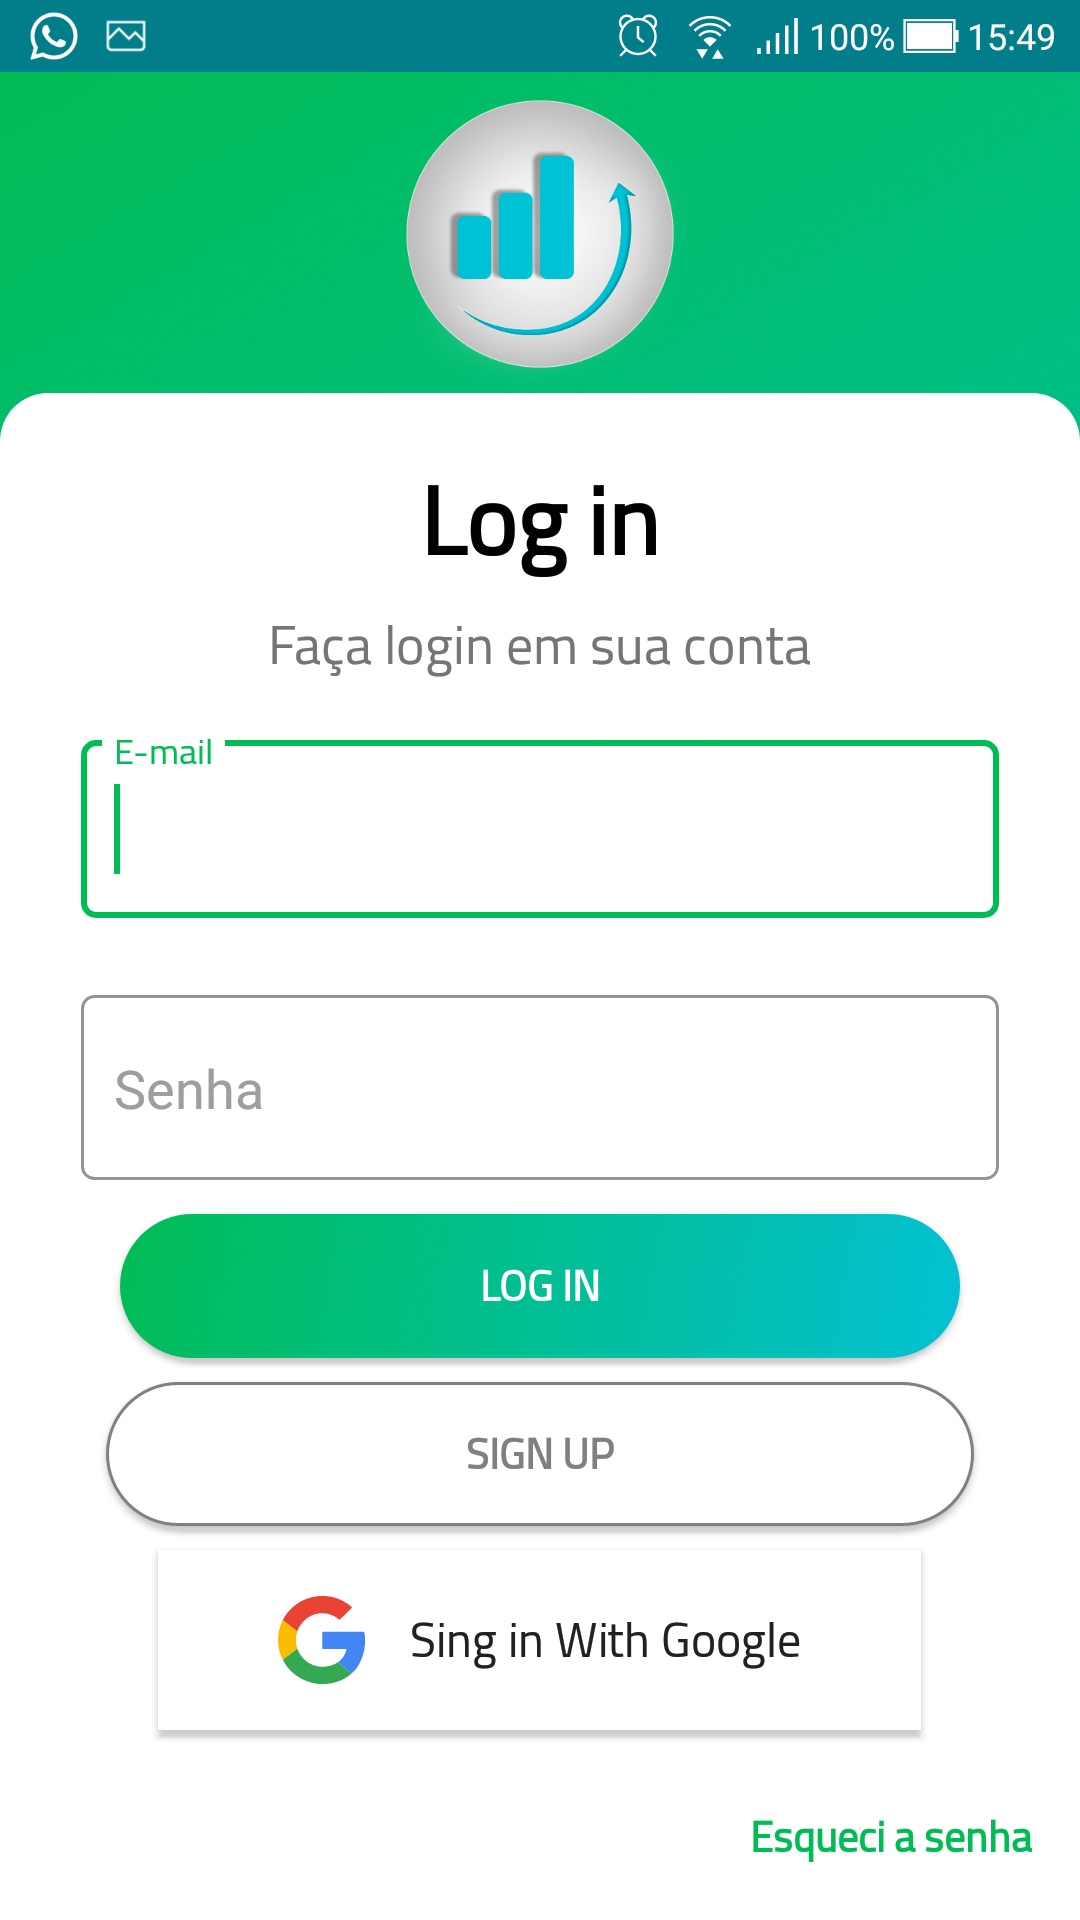 100% 15:49
Log in
Faça login em sua conta
E-mail
Senha
LOG IN
SIGN UP
Sing in With Google
Esqueci a senha